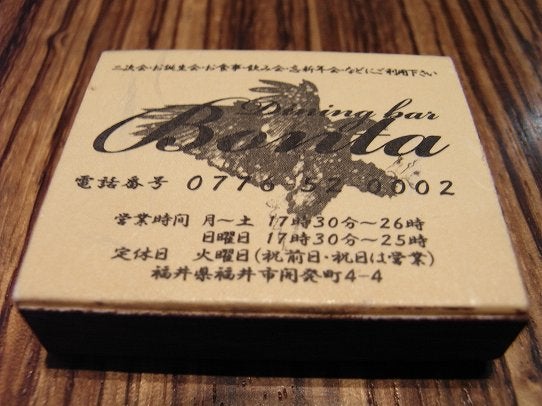 二次会・お誕生会・お食事・飲み会・忘新年会・などにご利用下さい
Dining bar
Bonta
電話番号 0776-52 0002
営業時間 月～土 17時30分～26時
日曜日 17時30分～25時
定休日 火曜日(祝前日・祝日は営業)
福井県福井市開発町4-4